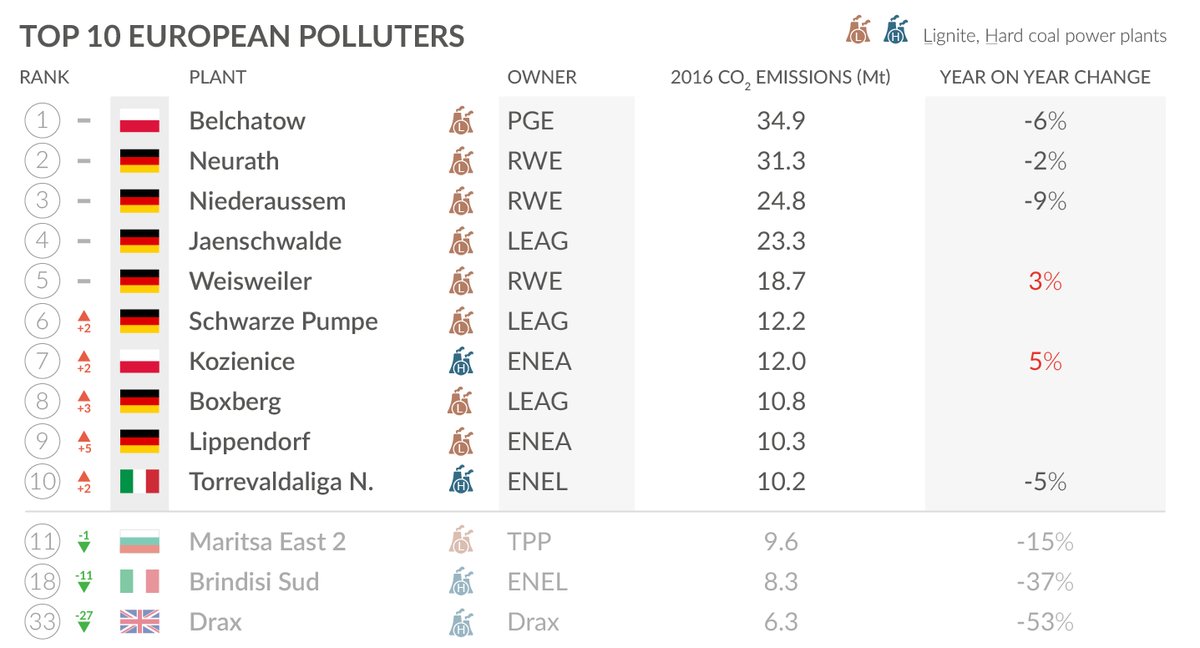 TOP 10 EUROPEAN POLLUTERS
L H Lignite, Hard coal power plants
RANK PLANT OWNER 2016 CO2 EMISSIONS (Mt) YEAR ON YEAR CHANGE
1 – Belchatow L PGE 34.9 -6%
2 – Neurath L RWE 31.3 -2%
3 – Niederaussem L RWE 24.8 -9%
4 – Jaenschwalde L LEAG 23.3
5 – Weisweiler L RWE 18.7 3%
6 +2 Schwarze Pumpe L LEAG 12.2
7 +2 Kozienice H ENEA 12.0 5%
8 +3 Boxberg L LEAG 10.8
9 +5 Lippendorf L ENEA 10.3
10 +2 Torrevaldaliga N. H ENEL 10.2 -5%
11 -1 Maritsa East 2 L TPP 9.6 -15%
18 -11 Brindisi Sud H ENEL 8.3 -37%
33 -27 Drax H Drax 6.3 -53%